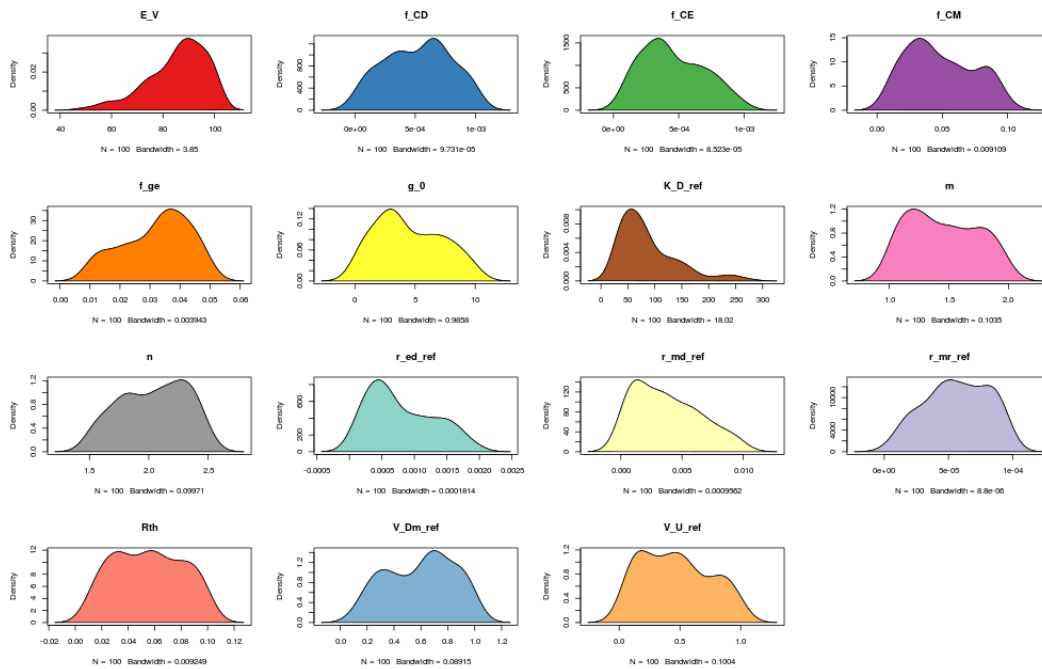 E_V
f_CD
f_CE
f_CM
Density
0.00 0.02
40 60 80 100
N = 100 Bandwidth = 3.85
Density
0 400 800
0e+00 5e-04 1e-03
N = 100 Bandwidth = 9.731e-05
Density
0 500 1500
0e+00 5e-04 1e-03
N = 100 Bandwidth = 8.523e-05
Density
0 5 10 15
0.00 0.05 0.10
N = 100 Bandwidth = 0.009109
f_ge
g_0
K_D_ref
m
Density
0 10 20 30
0.00 0.01 0.02 0.03 0.04 0.05 0.06
N = 100 Bandwidth = 0.003943
Density
0.00 0.06 0.12
0 5 10
N = 100 Bandwidth = 0.9858
Density
0.000 0.004 0.008
0 50 100 150 200 250 300
N = 100 Bandwidth = 18.02
Density
0.0 0.4 0.8 1.2
1.0 1.5 2.0
N = 100 Bandwidth = 0.1035
n
r_ed_ref
r_md_ref
r_mr_ref
Density
0.0 0.4 0.8 1.2
1.5 2.0 2.5
N = 100 Bandwidth = 0.09971
Density
0 200 600
-0.0005 0.0005 0.0010 0.0015 0.0020 0.0025
N = 100 Bandwidth = 0.0001814
Density
0 40 80 120
0.000 0.005 0.010
N = 100 Bandwidth = 0.0009562
Density
0 4000 10000
0e+00 5e-05 1e-04
N = 100 Bandwidth = 8.8e-06
Rth
V_Dm_ref
V_U_ref
Density
0 2 4 6 8 12
-0.02 0.00 0.02 0.04 0.06 0.08 0.10 0.12
N = 100 Bandwidth = 0.009249
Density
0.0 0.4 0.8 1.2
0.0 0.2 0.4 0.6 0.8 1.0 1.2
N = 100 Bandwidth = 0.08915
Density
0.0 0.4 0.8 1.2
0.0 0.5 1.0
N = 100 Bandwidth = 0.1004